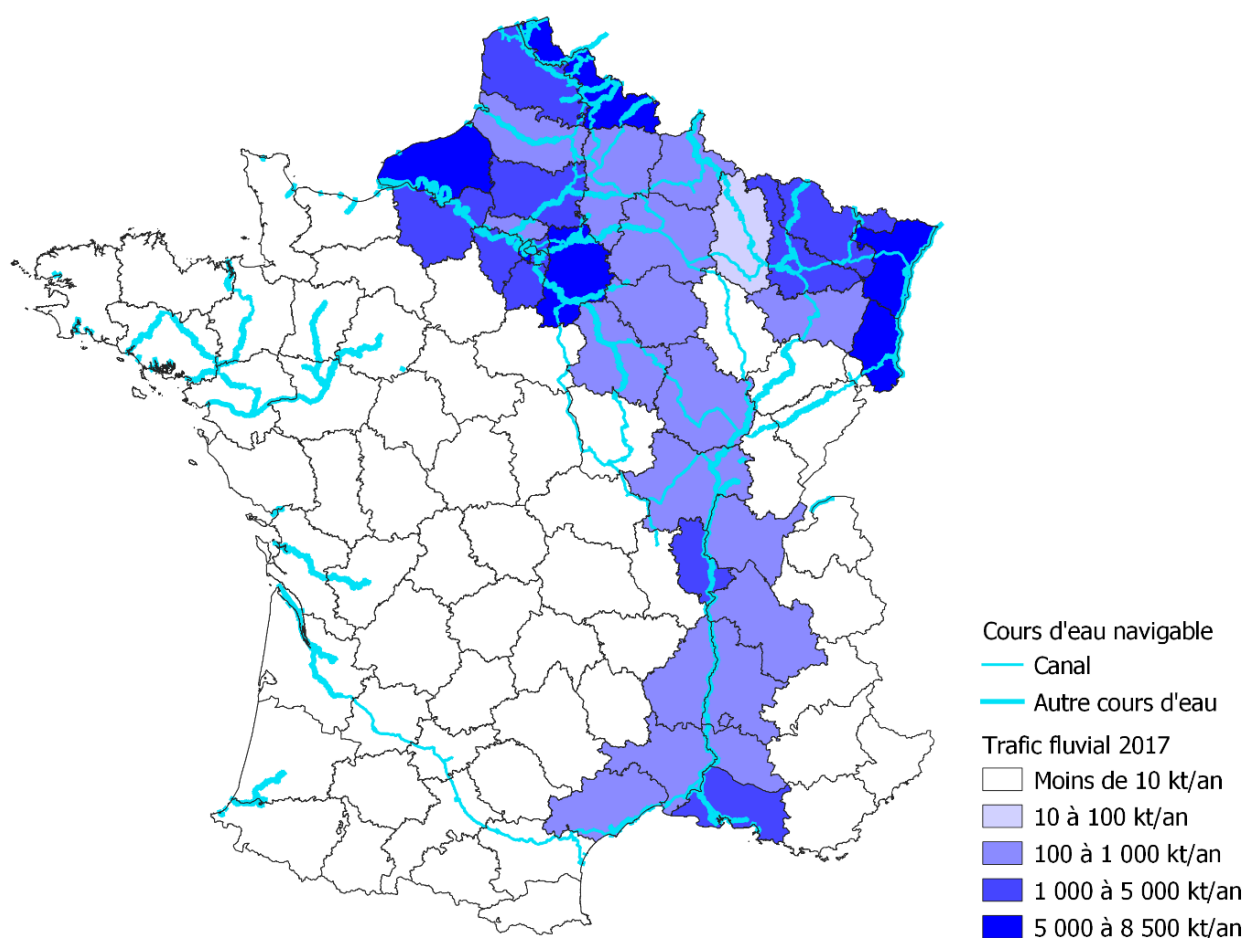 Cours d'eau navigable
Canal
Autre cours d'eau
Trafic fluvial 2017
Moins de 10 kt/an
10 à 100 kt/an
100 à 1 000 kt/an
1 000 à 5 000 kt/an
5 000 à 8 500 kt/an